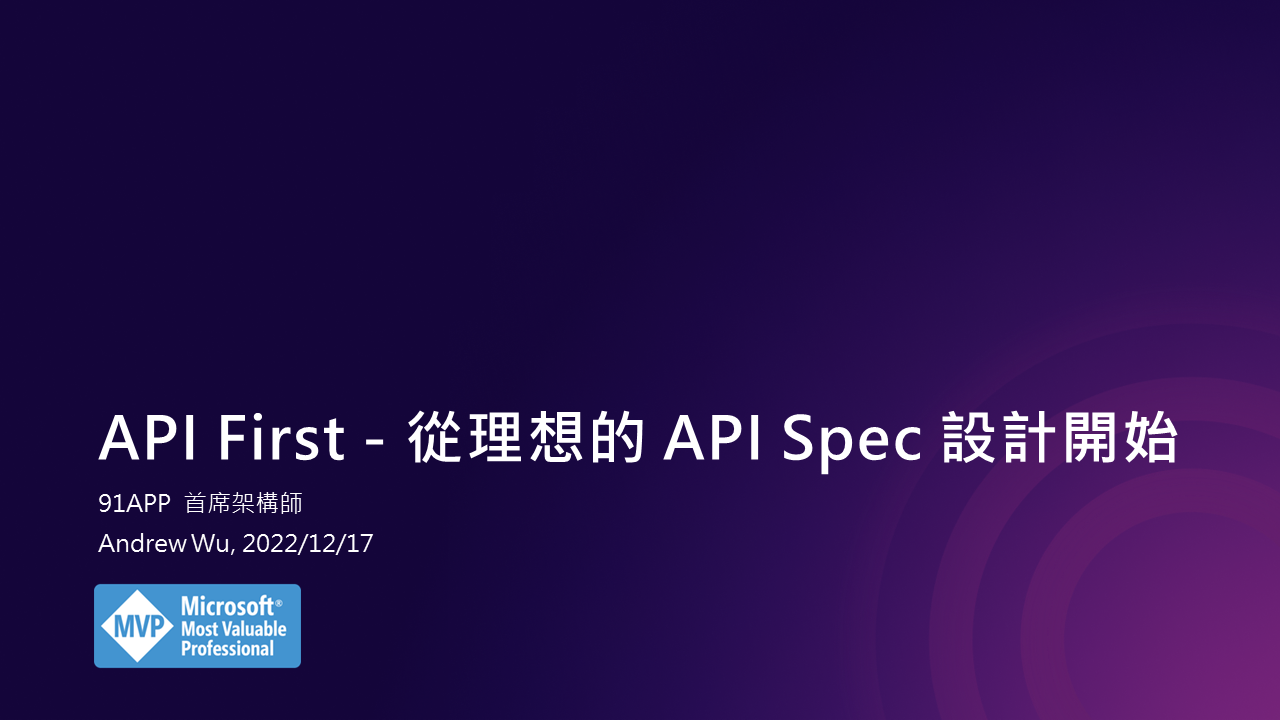 API First - 從理想的 API Spec 設計開始
91APP 首席架構師
Andrew Wu, 2022/12/17
MVP
Microsoft®
Most Valuable
Professional